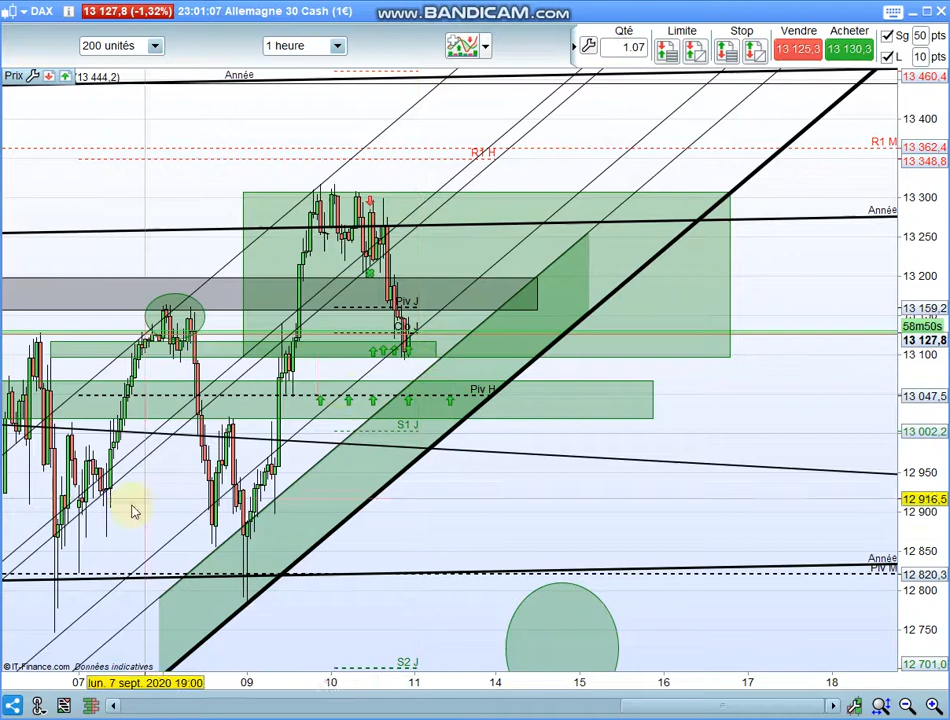 DAX 13 127,8 (-1,32%) 23:01:07 Allemagne 30 Cash (1€)
www.BANDICAM.com
200 unités
1 heure
Qté
1.07
Limite
Stop
Vendre
13 125,3
Acheter
13 130,3
Sg 50 pts
L 10 pts
Prix
(13 444,2)
Année
13 460,4
13 400
R1 M
13 362,4
R1 H
13 348,8
13 300
Année
13 250
13 200
Piv J
13 159,2
Clo J
58m50s
13 127,8
13 100
Piv H
13 047,5
S1 J
13 002,2
12 950
12 916,5
12 900
12 850
Année
Piv M
12 820,3
12 800
12 750
S2 J
12 701,0
© IT-Finance.com Données indicatives
07
lun. 7 sept. 2020 19:00
09
10
11
14
15
16
17
18